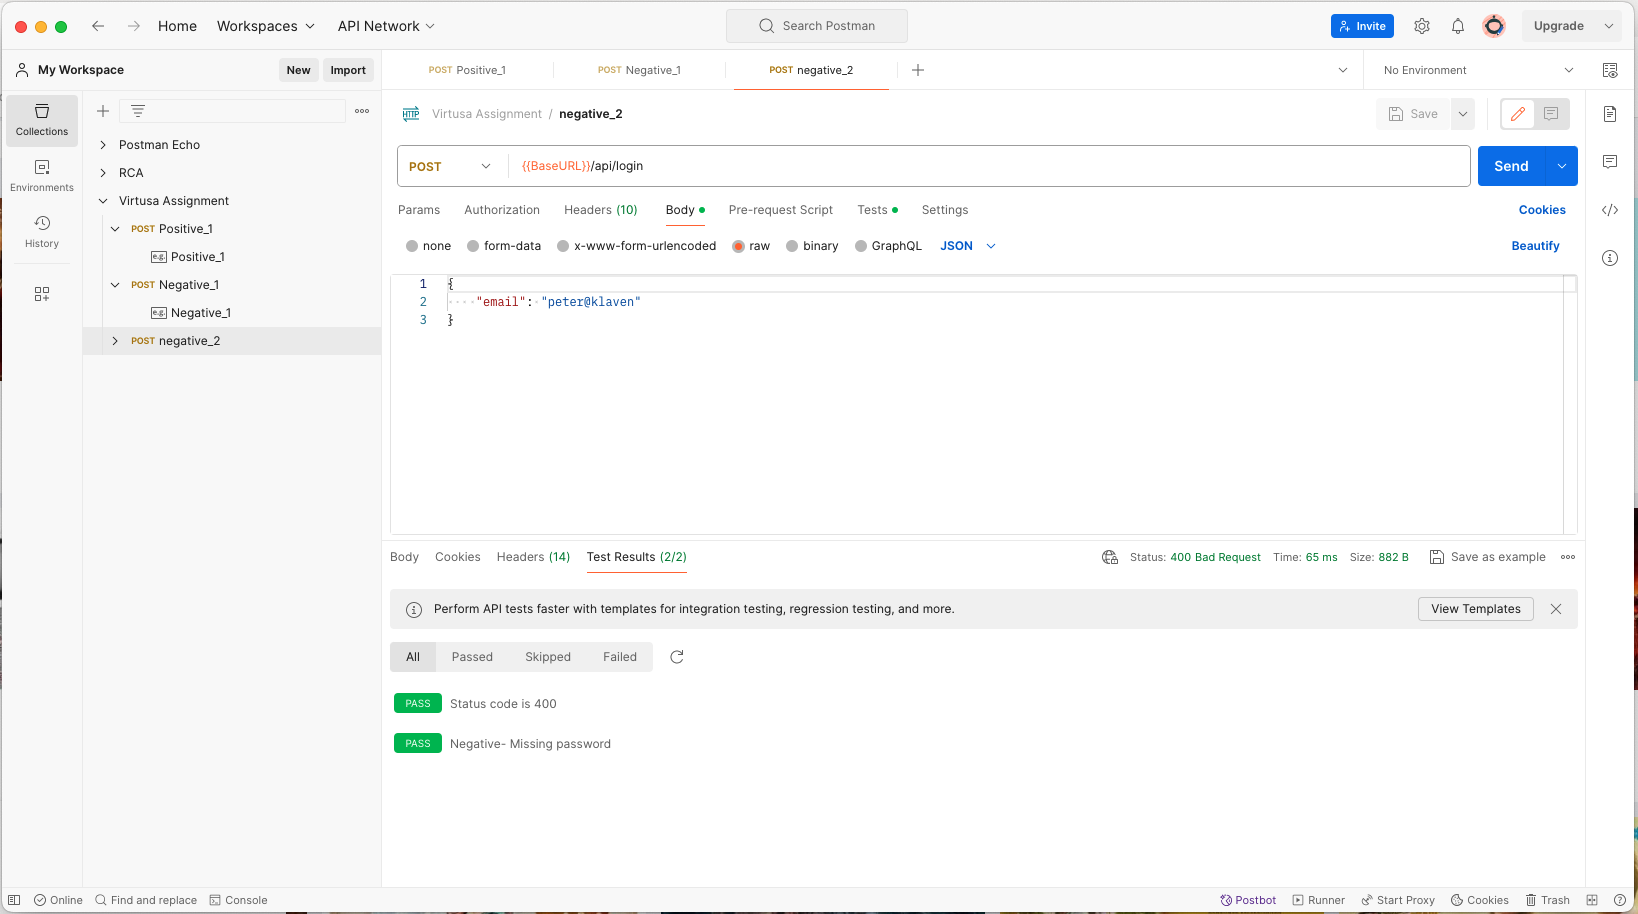 Home Workspaces API Network Search Postman Invite Upgrade
My Workspace New Import POST Positive_1 POST Negative_1 POST negative_2 No Environment
Collections
Environments
History
Postman Echo
RCA
Virtusa Assignment
POST Positive_1
e.g. Positive_1
POST Negative_1
e.g. Negative_1
POST negative_2
HTTP Virtusa Assignment / negative_2 Save
POST {{BaseURL}}/api/login Send
Params Authorization Headers (10) Body Pre-request Script Tests Settings Cookies
none form-data x-www-form-urlencoded raw binary GraphQL JSON Beautify
1 {
2 ····"email":·"peter@klaven"
3 }
Body Cookies Headers (14) Test Results (2/2) Status: 400 Bad Request Time: 65 ms Size: 882 B Save as example
Perform API tests faster with templates for integration testing, regression testing, and more. View Templates
All Passed Skipped Failed
PASS Status code is 400
PASS Negative- Missing password
Online Find and replace Console Postbot Runner Start Proxy Cookies Trash